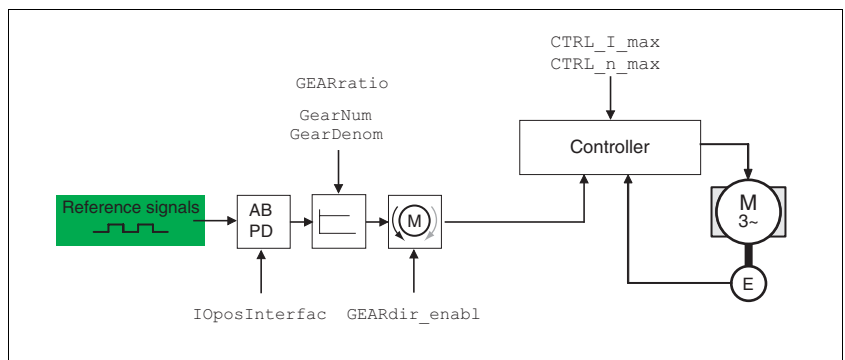 CTRL_I_max
CTRL_n_max
GEARratio
GearNum
GearDenom
Controller
Reference signals
AB
PD
M
M
3~
E
IOposInterfac
GEARdir_enabl